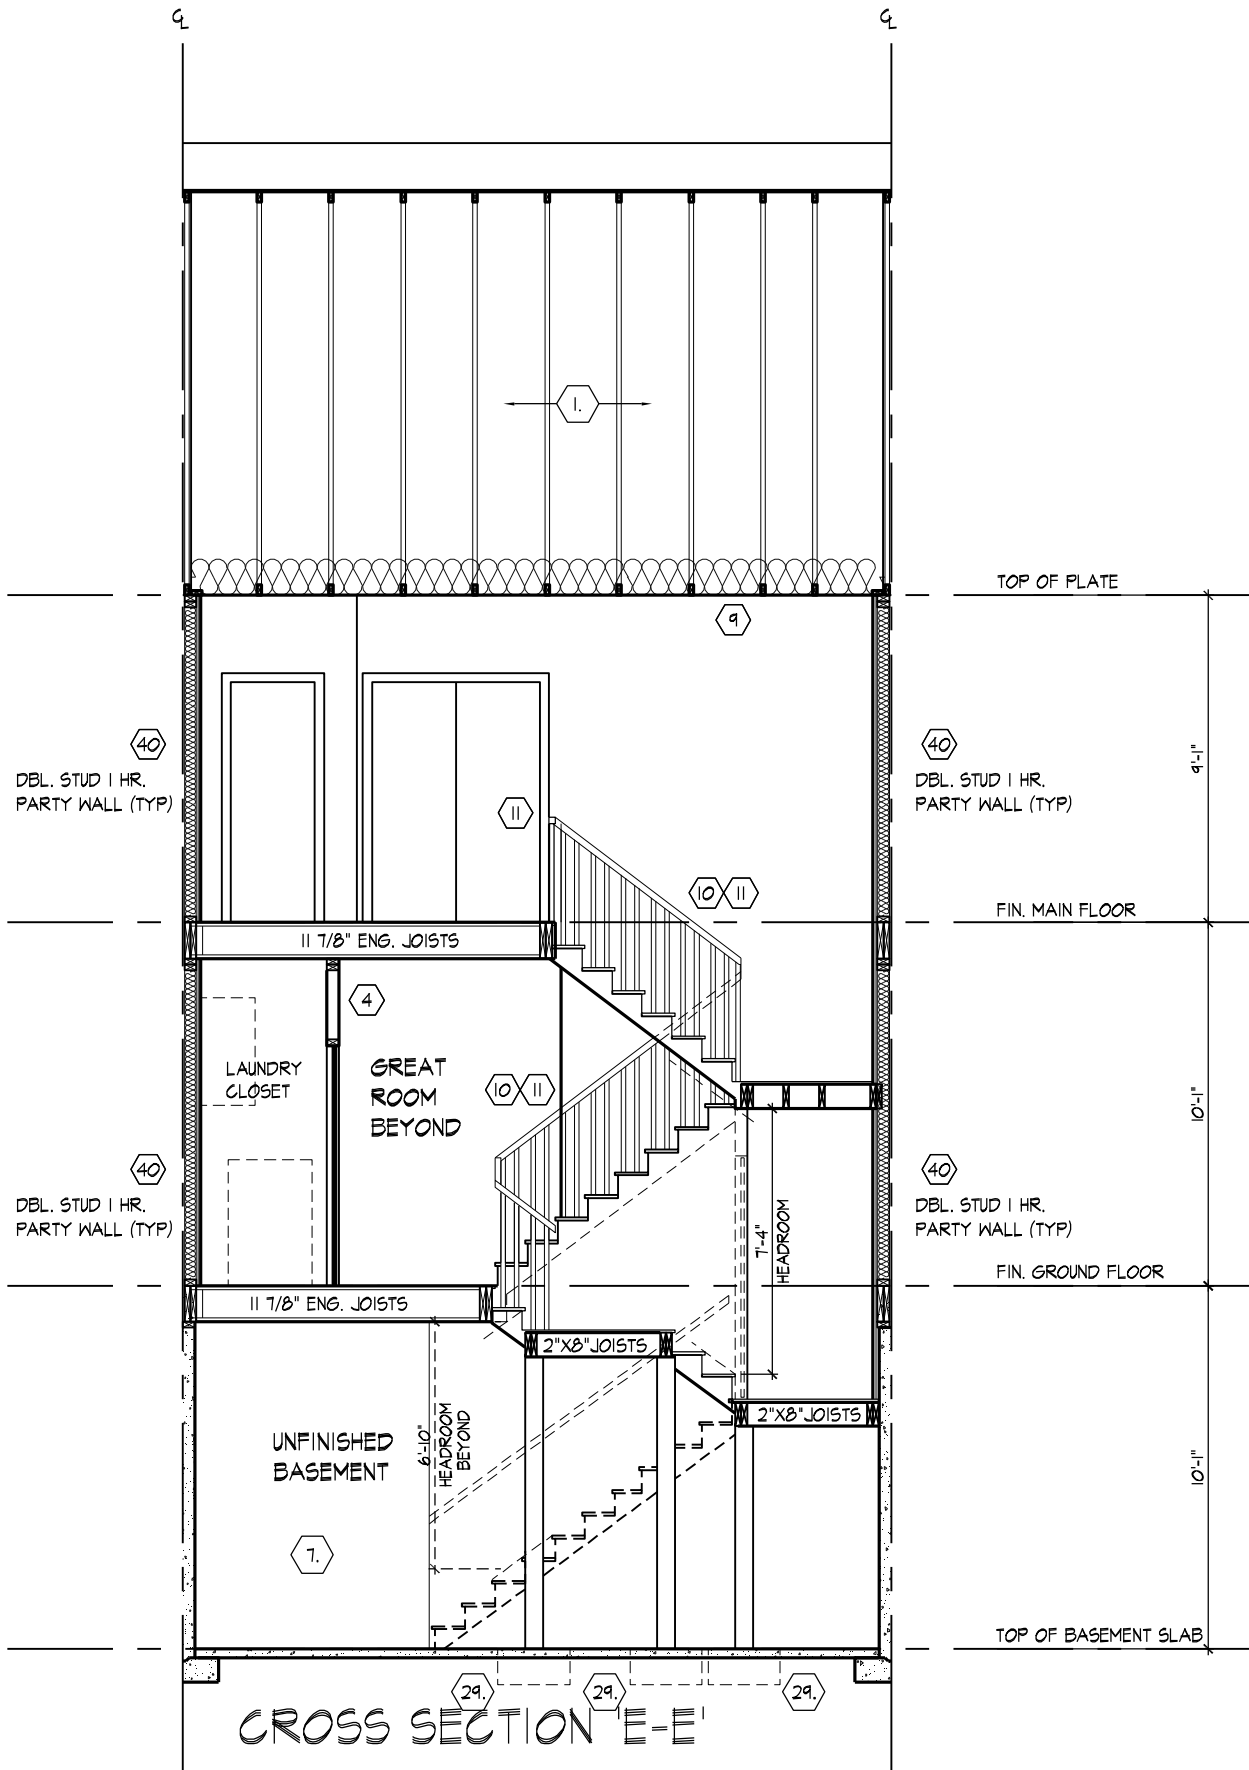 ℄ ℄
1.
TOP OF PLATE
9
40
DBL. STUD 1 HR.
PARTY WALL (TYP)
40
DBL. STUD 1 HR.
PARTY WALL (TYP)
9'-1"
11
10 11
FIN. MAIN FLOOR
11 7/8" ENG. JOISTS
4
LAUNDRY
CLOSET
GREAT
ROOM
BEYOND
10 11
10'-1"
40
DBL. STUD 1 HR.
PARTY WALL (TYP)
40
DBL. STUD 1 HR.
PARTY WALL (TYP)
7'-4"
HEADROOM
FIN. GROUND FLOOR
11 7/8" ENG. JOISTS
2"X8" JOISTS
2"X8" JOISTS
6'-10"
HEADROOM
BEYOND
UNFINISHED
BASEMENT
10'-1"
7.
TOP OF BASEMENT SLAB
29. 29. 29.
CROSS SECTION 'E-E'